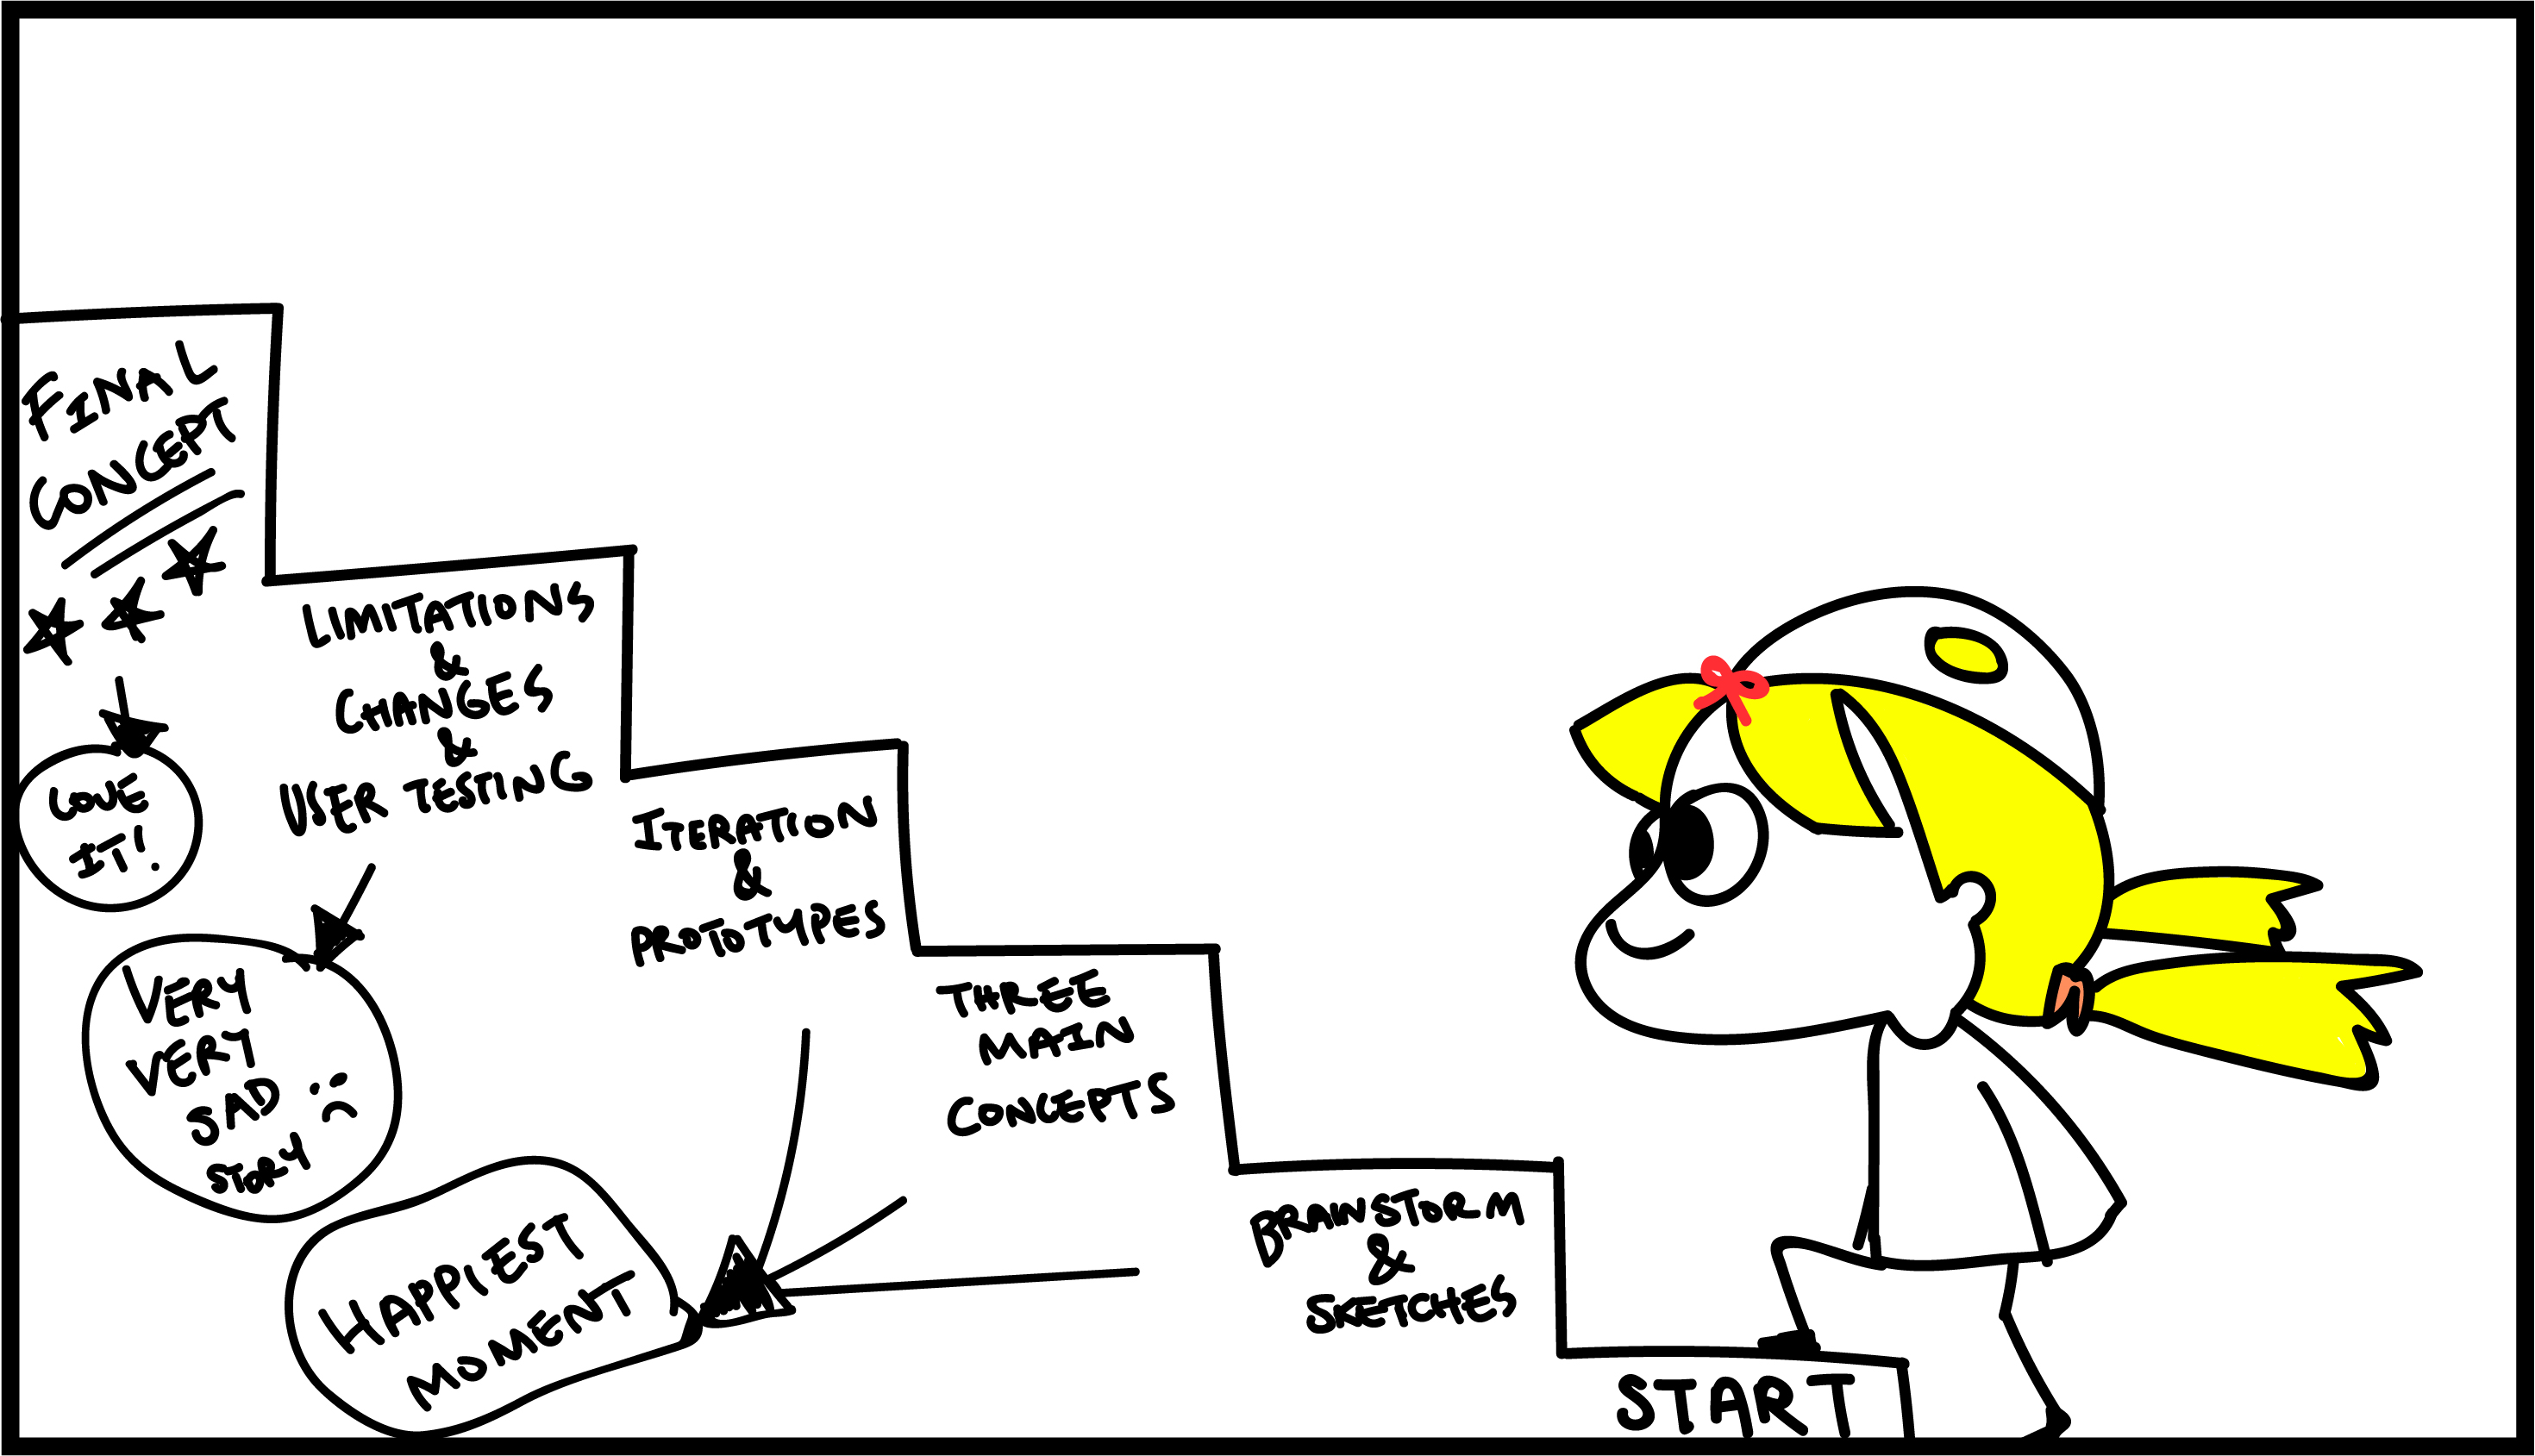 FINAL
CONCEPT
LOVE
IT!
LIMITATIONS
&
CHANGES
&
USER TESTING
VERY
VERY
SAD
STORY
ITERATION
&
PROTOTYPES
HAPPIEST
MOMENT
THREE
MAIN
CONCEPTS
BRAINSTORM
&
SKETCHES
START